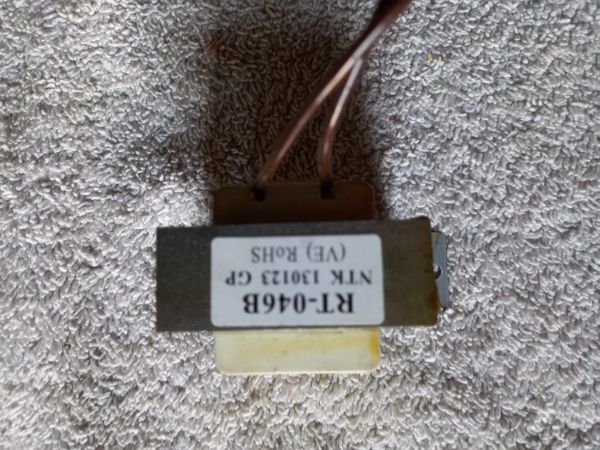 RT-046B
NTK 130123 GP
(VE) RoHS